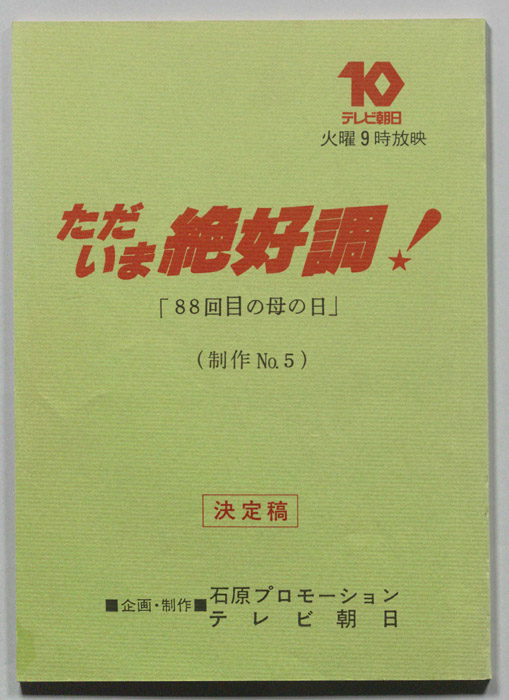 10
テレビ朝日
火曜9時放映
ただいま絶好調!
「88回目の母の日」
(制作No.5)
決定稿
■企画・制作■石原プロモーション
テレビ朝日